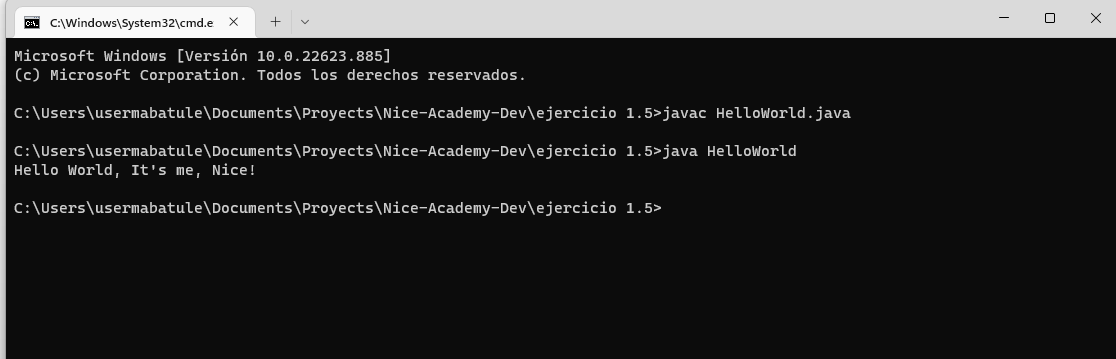 C:\Windows\System32\cmd.e
Microsoft Windows [Versión 10.0.22623.885]
(c) Microsoft Corporation. Todos los derechos reservados.
C:\Users\usermabatule\Documents\Proyects\Nice-Academy-Dev\ejercicio 1.5>javac HelloWorld.java
C:\Users\usermabatule\Documents\Proyects\Nice-Academy-Dev\ejercicio 1.5>java HelloWorld
Hello World, It's me, Nice!
C:\Users\usermabatule\Documents\Proyects\Nice-Academy-Dev\ejercicio 1.5>